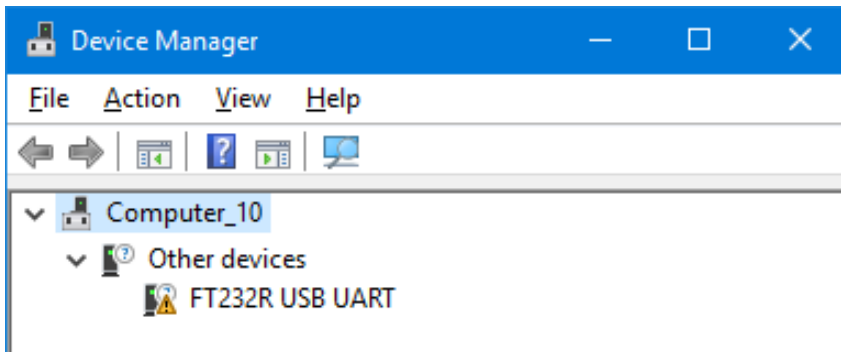 Device Manager
File Action View Help
Computer_10
Other devices
FT232R USB UART